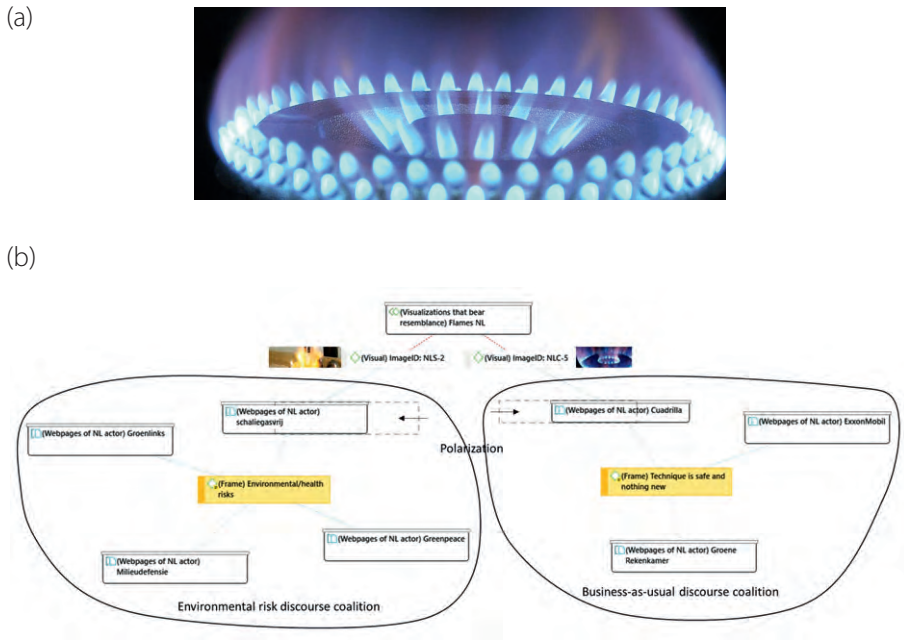 (a)
(b)
(Visualizations that bear
resemblance) Flames NL
(Visual) ImageID: NLS-2
(Visual) ImageID: NLC-5
(Webpages of NL actor)
schaliegasvrij
(Webpages of NL actor) Cuadrilla
(Webpages of NL actor) Groenlinks
(Webpages of NL actor) ExxonMobil
Polarization
(Frame) Environmental/health
risks
(Frame) Technique is safe and
nothing new
(Webpages of NL actor) Greenpeace
(Webpages of NL actor)
Milieudefensie
(Webpages of NL actor) Groene
Rekenkamer
Environmental risk discourse coalition
Business-as-usual discourse coalition